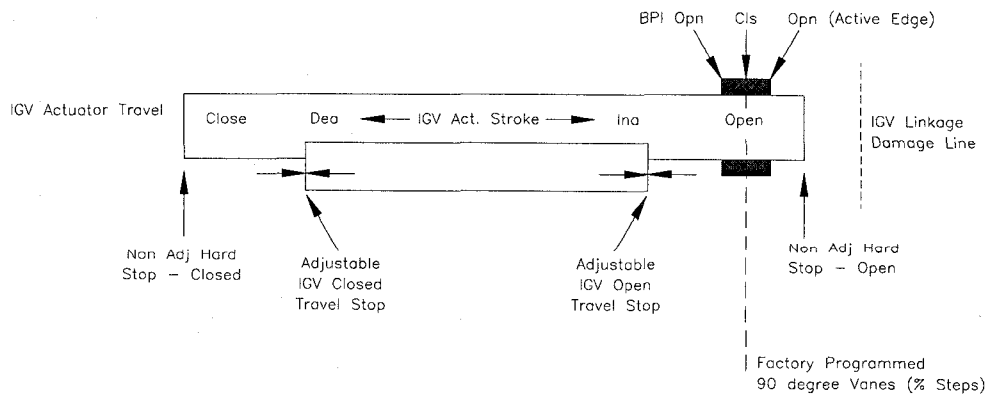 BPI Opn Cls Opn (Active Edge)
IGV Actuator Travel
Close Dea IGV Act. Stroke Ina Open
IGV Linkage
Damage Line
Non Adj Hard
Stop – Closed
Adjustable
IGV Closed
Travel Stop
Adjustable
IGV Open
Travel Stop
Non Adj Hard
Stop – Open
Factory Programmed
90 degree Vanes (% Steps)